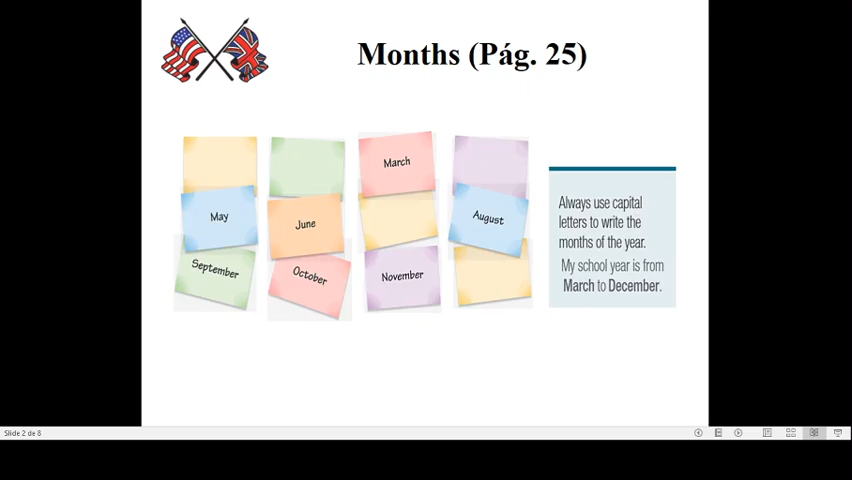 Months (Pág. 25)
March
May
June
August
September
October
November
Always use capital
letters to write the
months of the year.
My school year is from
March to December.
Slide 2 de 8